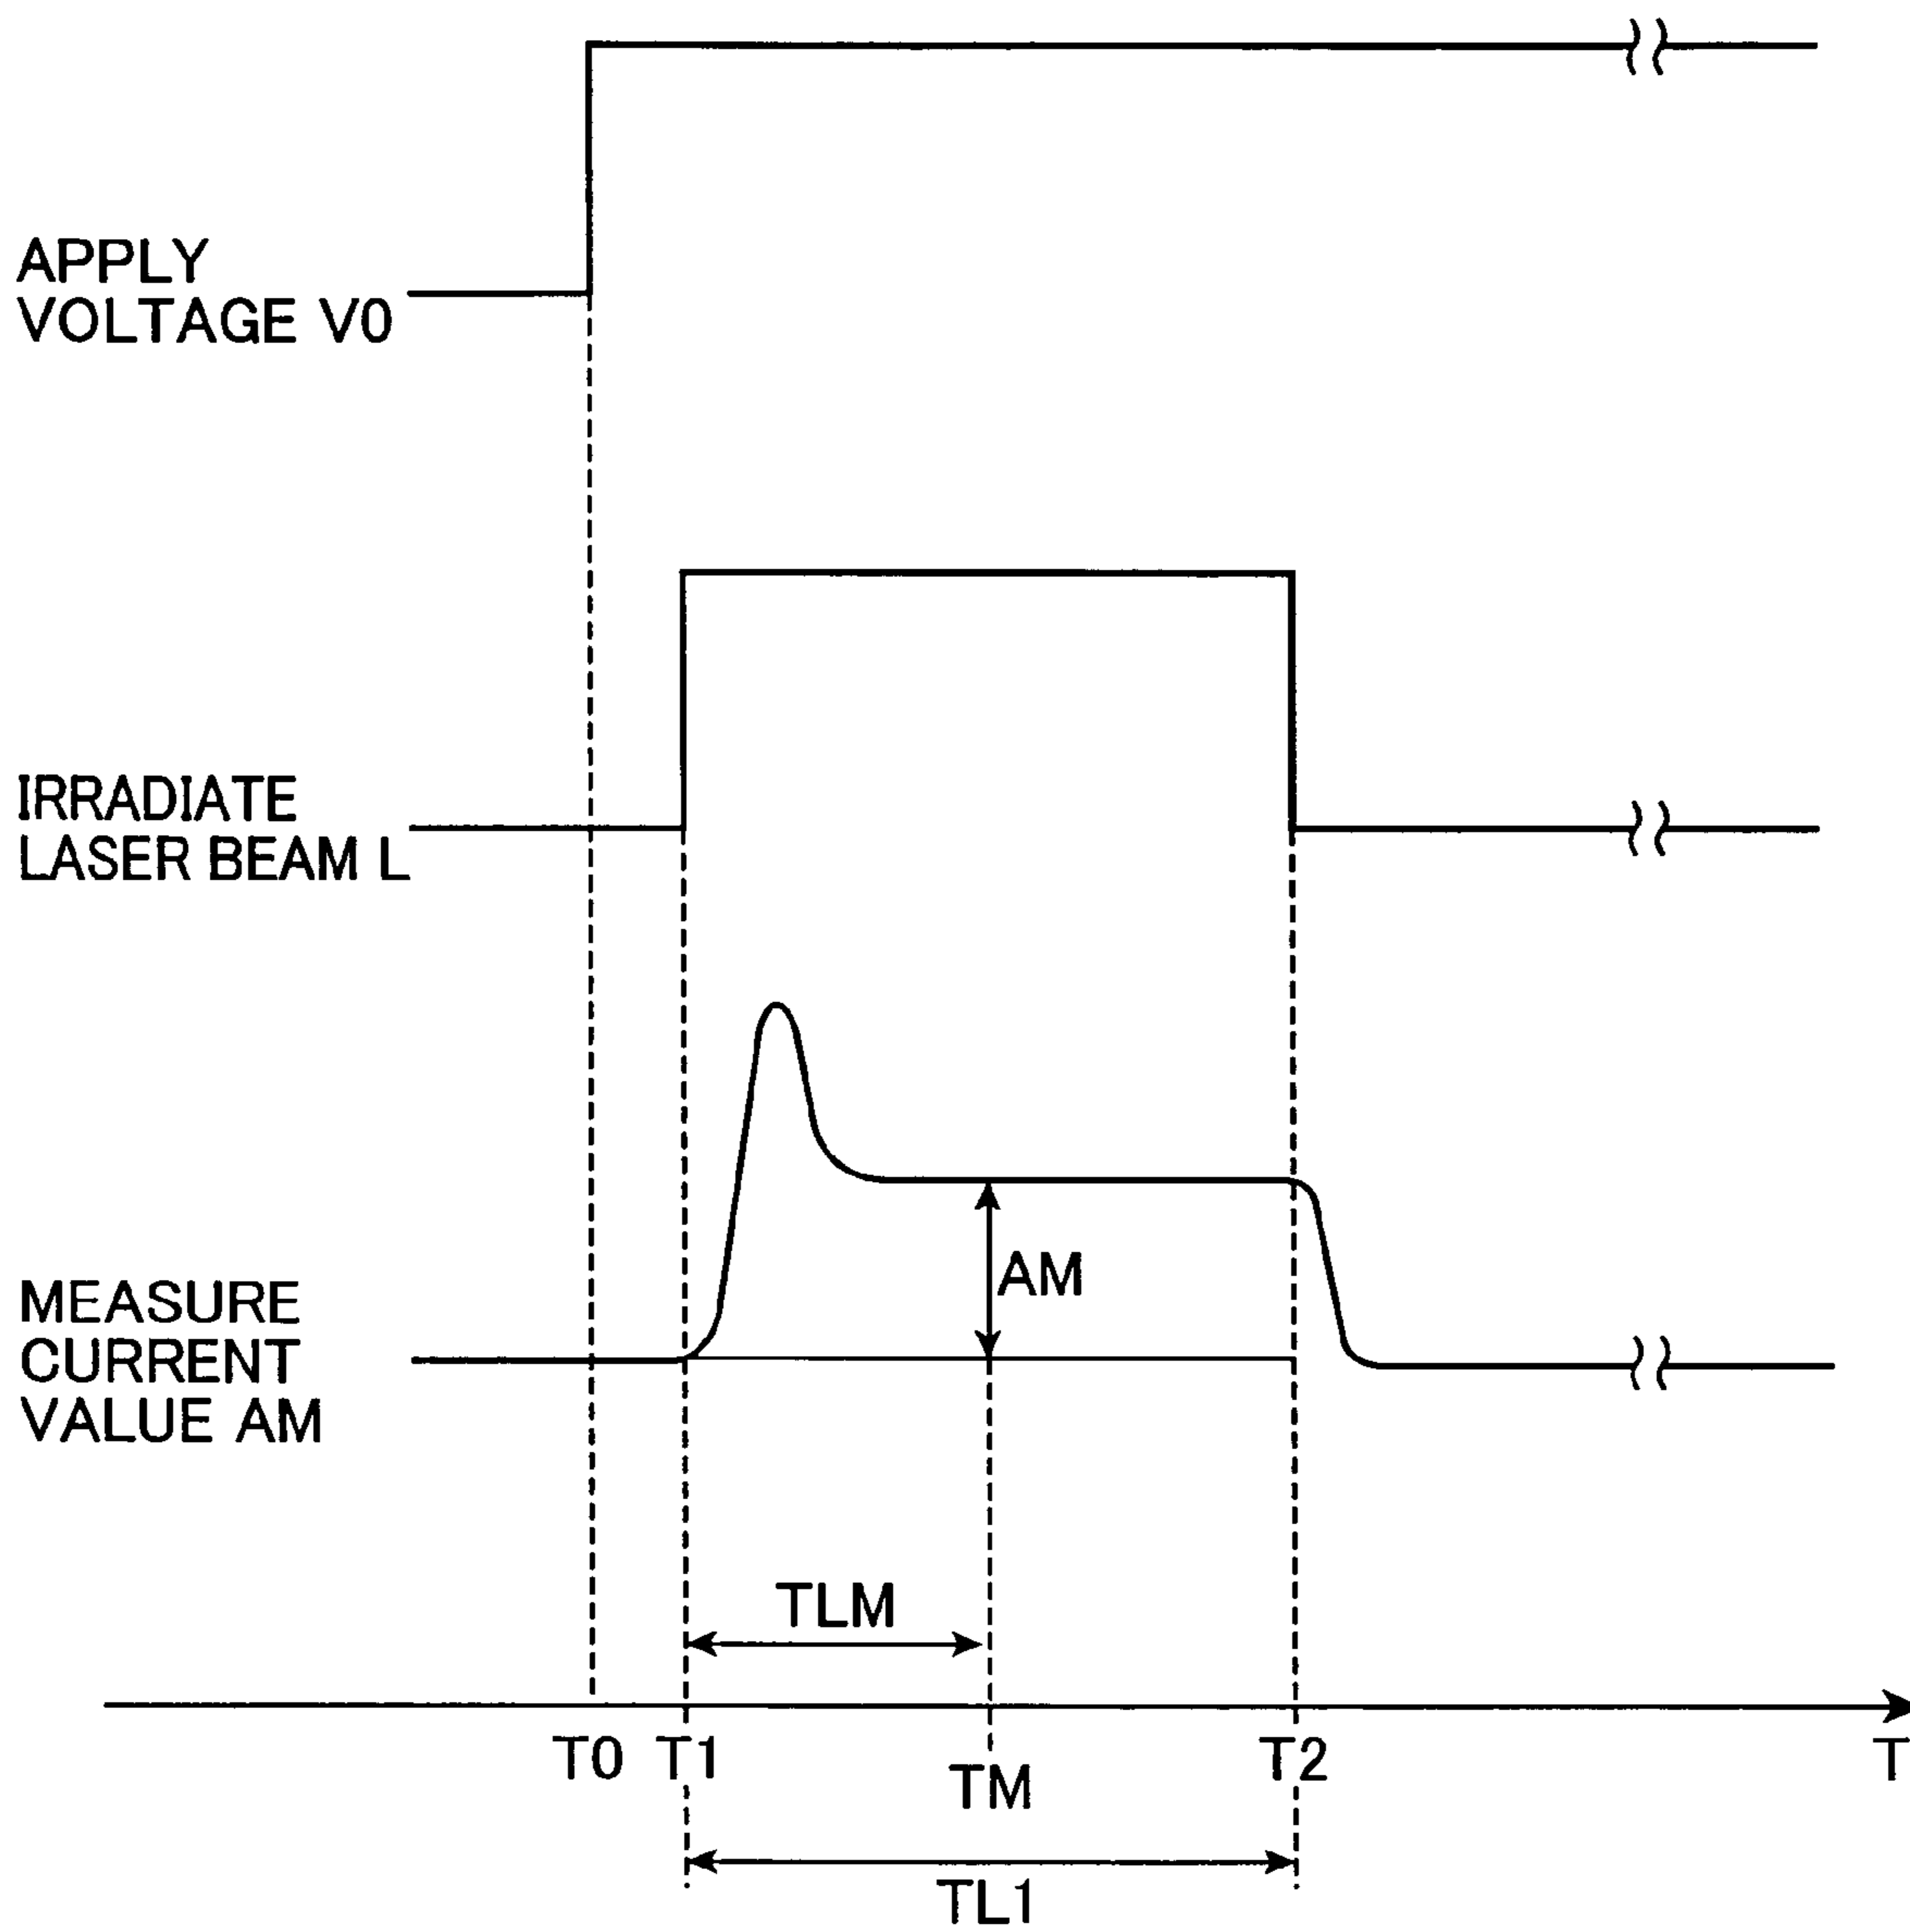 APPLY
VOLTAGE V0
IRRADIATE
LASER BEAM L
AM
MEASURE
CURRENT
VALUE AM
TLM
T0 T1 T2 T
TM
TL1